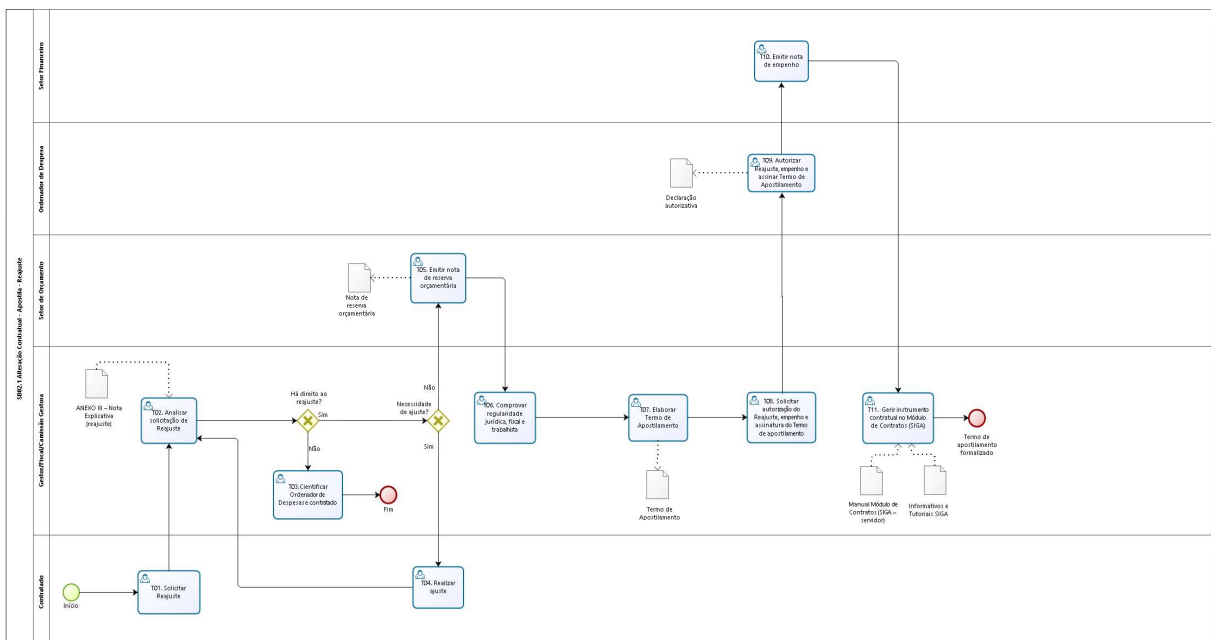 SB02.1 Alteração Contratual - Apostila - Reajuste
Setor Financeiro
T10. Emitir nota
de empenho
Ordenador de Despesa
T09. Autorizar
Reajuste, empenho e
assinar Termo de
Apostilamento
Declaração
autorizativa
Setor de Orçamento
T05. Emitir nota
de reserva
orçamentária
Nota de
reserva
orçamentária
Gestor/Fiscal/Comissão Gestora
ANEXO III – Nota
Explicativa
(reajuste)
T02. Analizar
solicitação de
Reajuste
Há direito ao
reajuste?
Sim
Não
T03. Cientificar
Ordenador de
Despesas e contratado
Fim
Necessidade
de ajuste?
Não
Sim
T06. Comprovar
regularidade
jurídica, fiscal e
trabalhista
T07. Elaborar
Termo de
Apostilamento
Termo de
Apostilamento
T08. Solicitar
autorização do
Reajuste, empenho e
assinatura do Termo
de apostilamento
T11. Gerir instrumento
contratual no Módulo
de Contratos (SIGA)
Termo de
apostilamento
formalizado
Manual Módulo de
Contratos (SIGA –
servidor)
Informativos e
Tutoriais SIGA
Contratado
Início
T01. Solicitar
Reajuste
T04. Realizar
ajuste